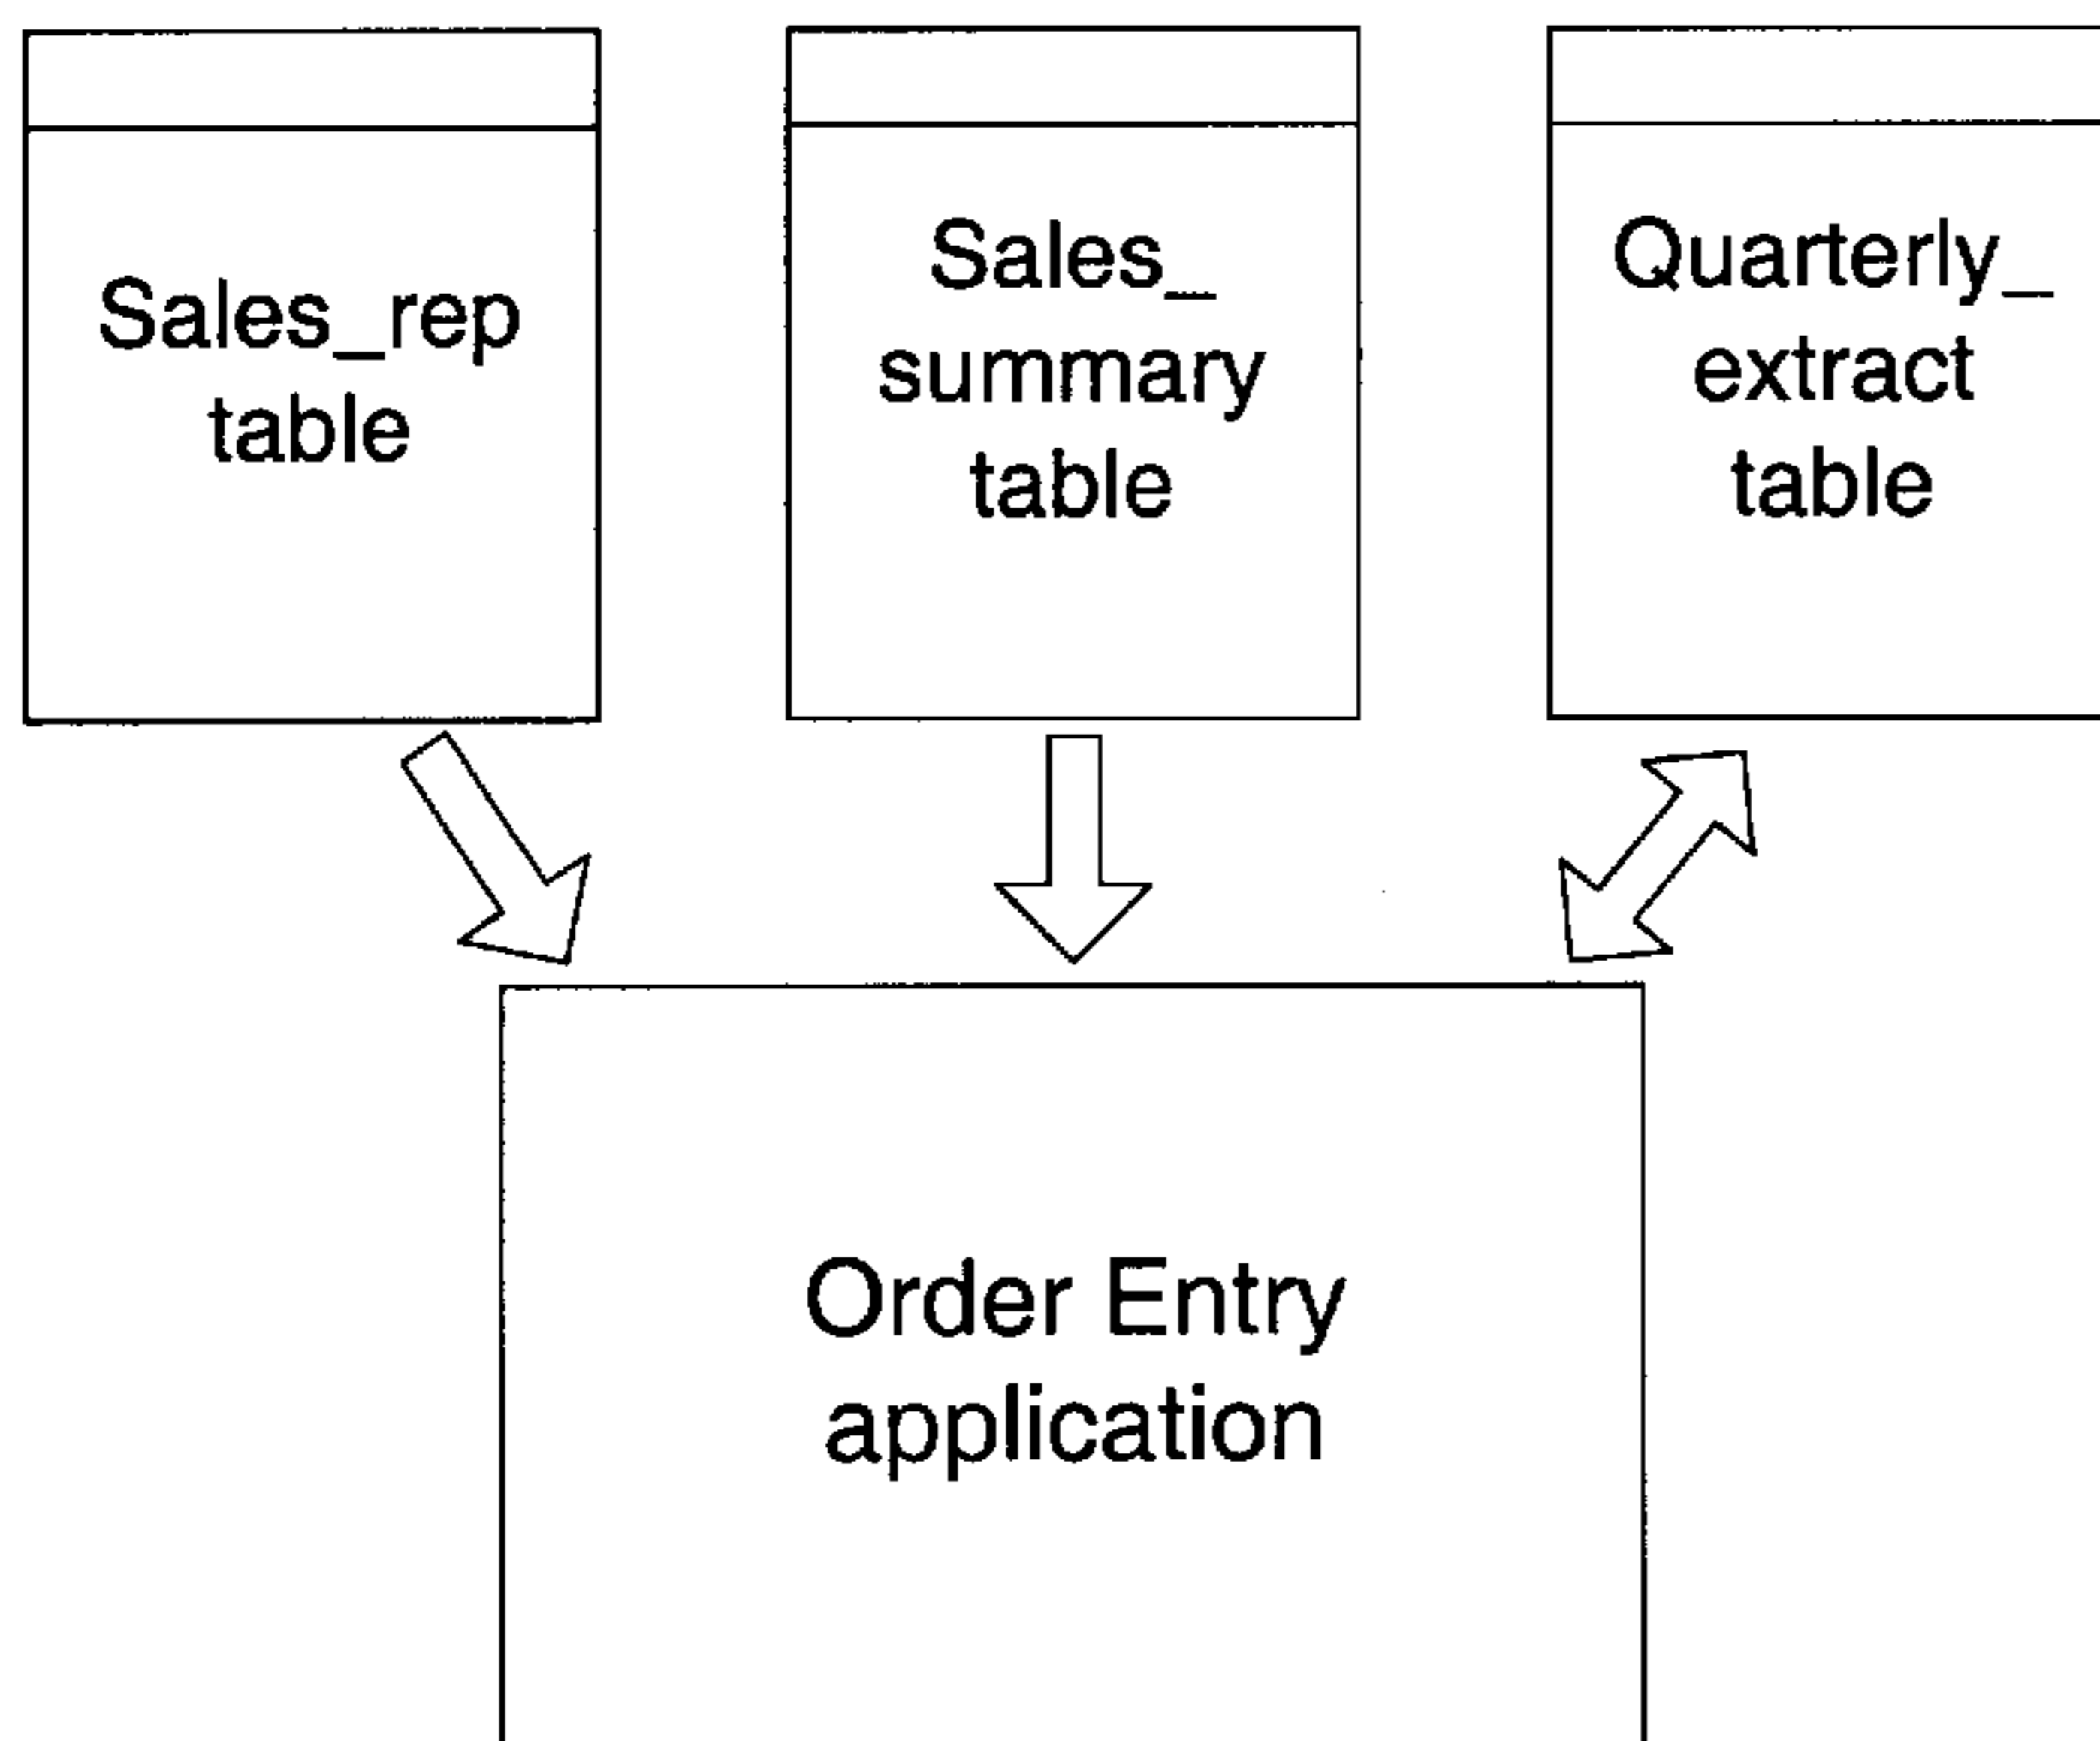 Sales_rep
table
Sales_
summary
table
Quarterly_
extract
table
Order Entry
application